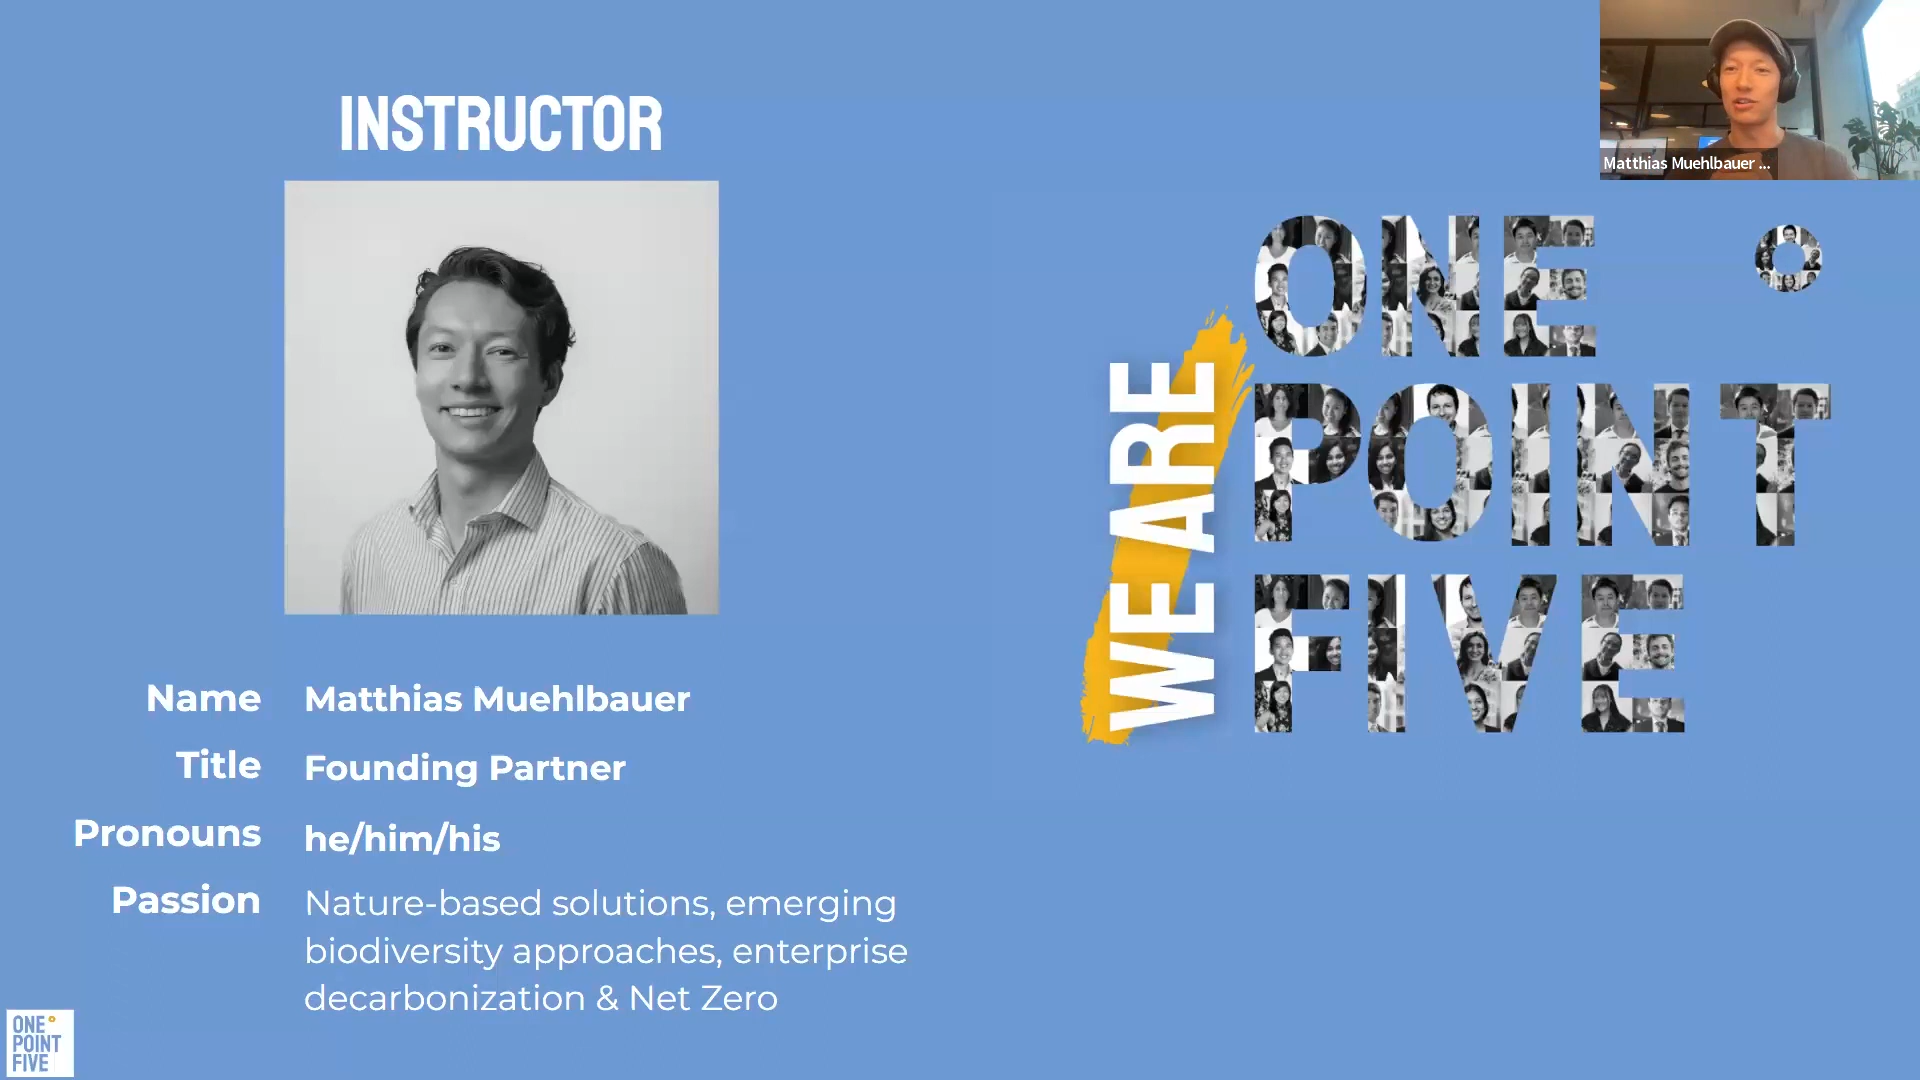 INSTRUCTOR
Matthias Muehlbauer ...
WE ARE
ONE
POINT
FIVE
Name Matthias Muehlbauer
Title Founding Partner
Pronouns he/him/his
Passion Nature-based solutions, emerging
biodiversity approaches, enterprise
decarbonization & Net Zero
ONE°
POINT
FIVE